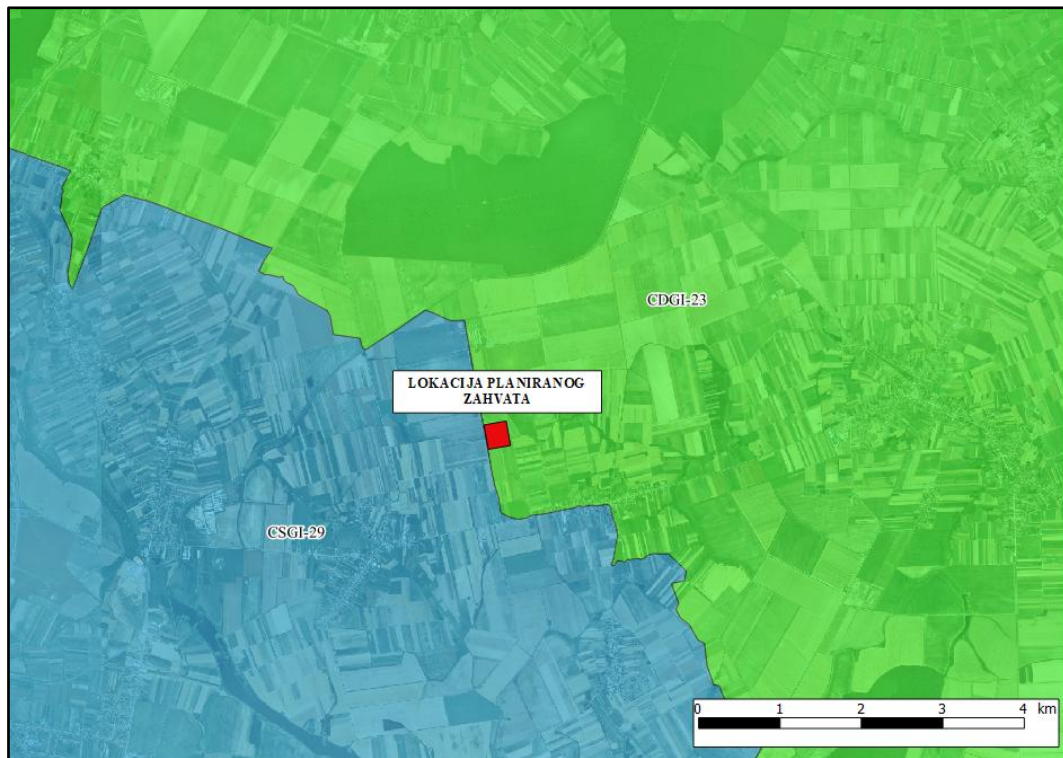 CDGI-23
LOKACIJA PLANIRANOG
ZAHVATA
CSGI-29
0 1 2 3 4 km